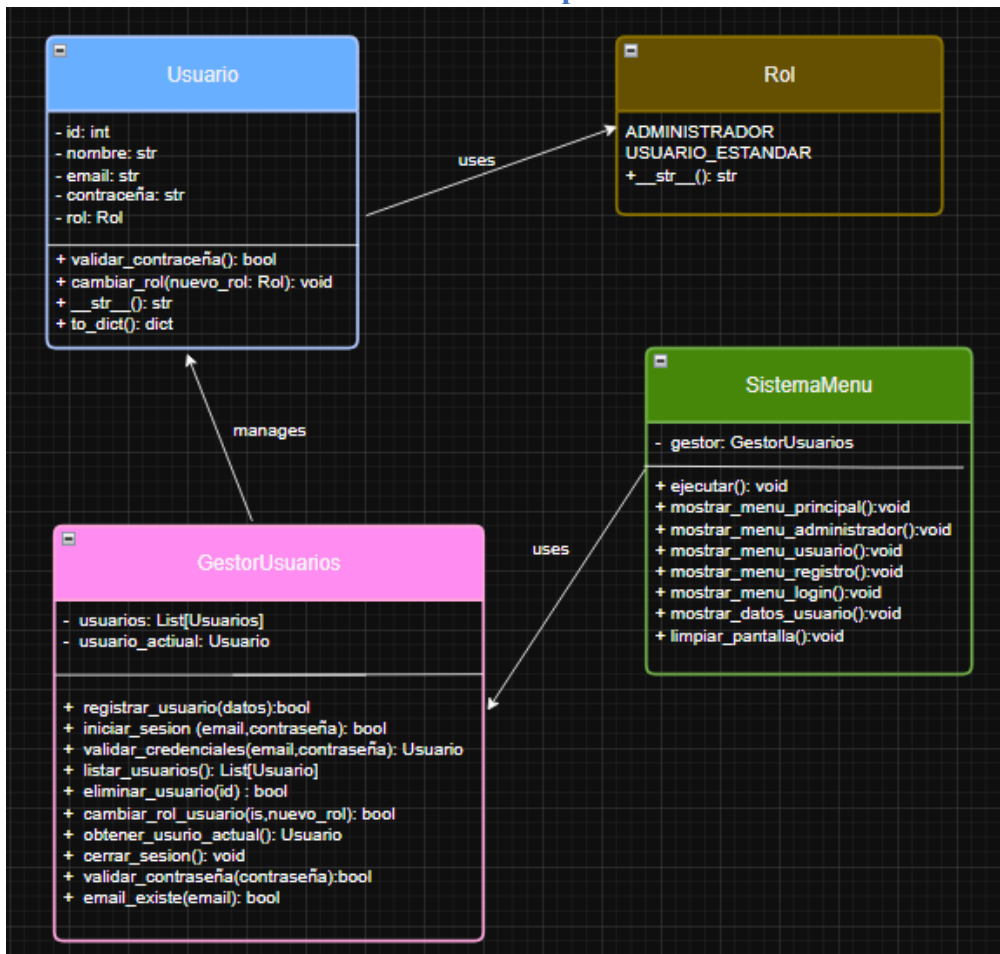 Usuario
- id: int
- nombre: str
- email: str
- contraceña: str
- rol: Rol
+ validar_contraceña(): bool
+ cambiar_rol(nuevo_rol: Rol): void
+ __str__(): str
+ to_dict(): dict
uses
Rol
ADMINISTRADOR
USUARIO_ESTANDAR
+__str__(): str
manages
SistemaMenu
- gestor: GestorUsuarios
+ ejecutar(): void
+ mostrar_menu_principal():void
+ mostrar_menu_administrador():void
+ mostrar_menu_usuario():void
+ mostrar_menu_registro():void
+ mostrar_menu_login():void
+ mostrar_datos_usuario():void
+ limpiar_pantalla():void
uses
GestorUsuarios
- usuarios: List[Usuarios]
- usuario_actiual: Usuario
+ registrar_usuario(datos):bool
+ iniciar_sesion (email,contraseña): bool
+ validar_credenciales(email,contraseña): Usuario
+ listar_usuarios(): List[Usuario]
+ eliminar_usuario(id) : bool
+ cambiar_rol_usuario(is,nuevo_rol): bool
+ obtener_usurio_actual(): Usuario
+ cerrar_sesion(): void
+ validar_contraseña(contraseña):bool
+ email_existe(email): bool